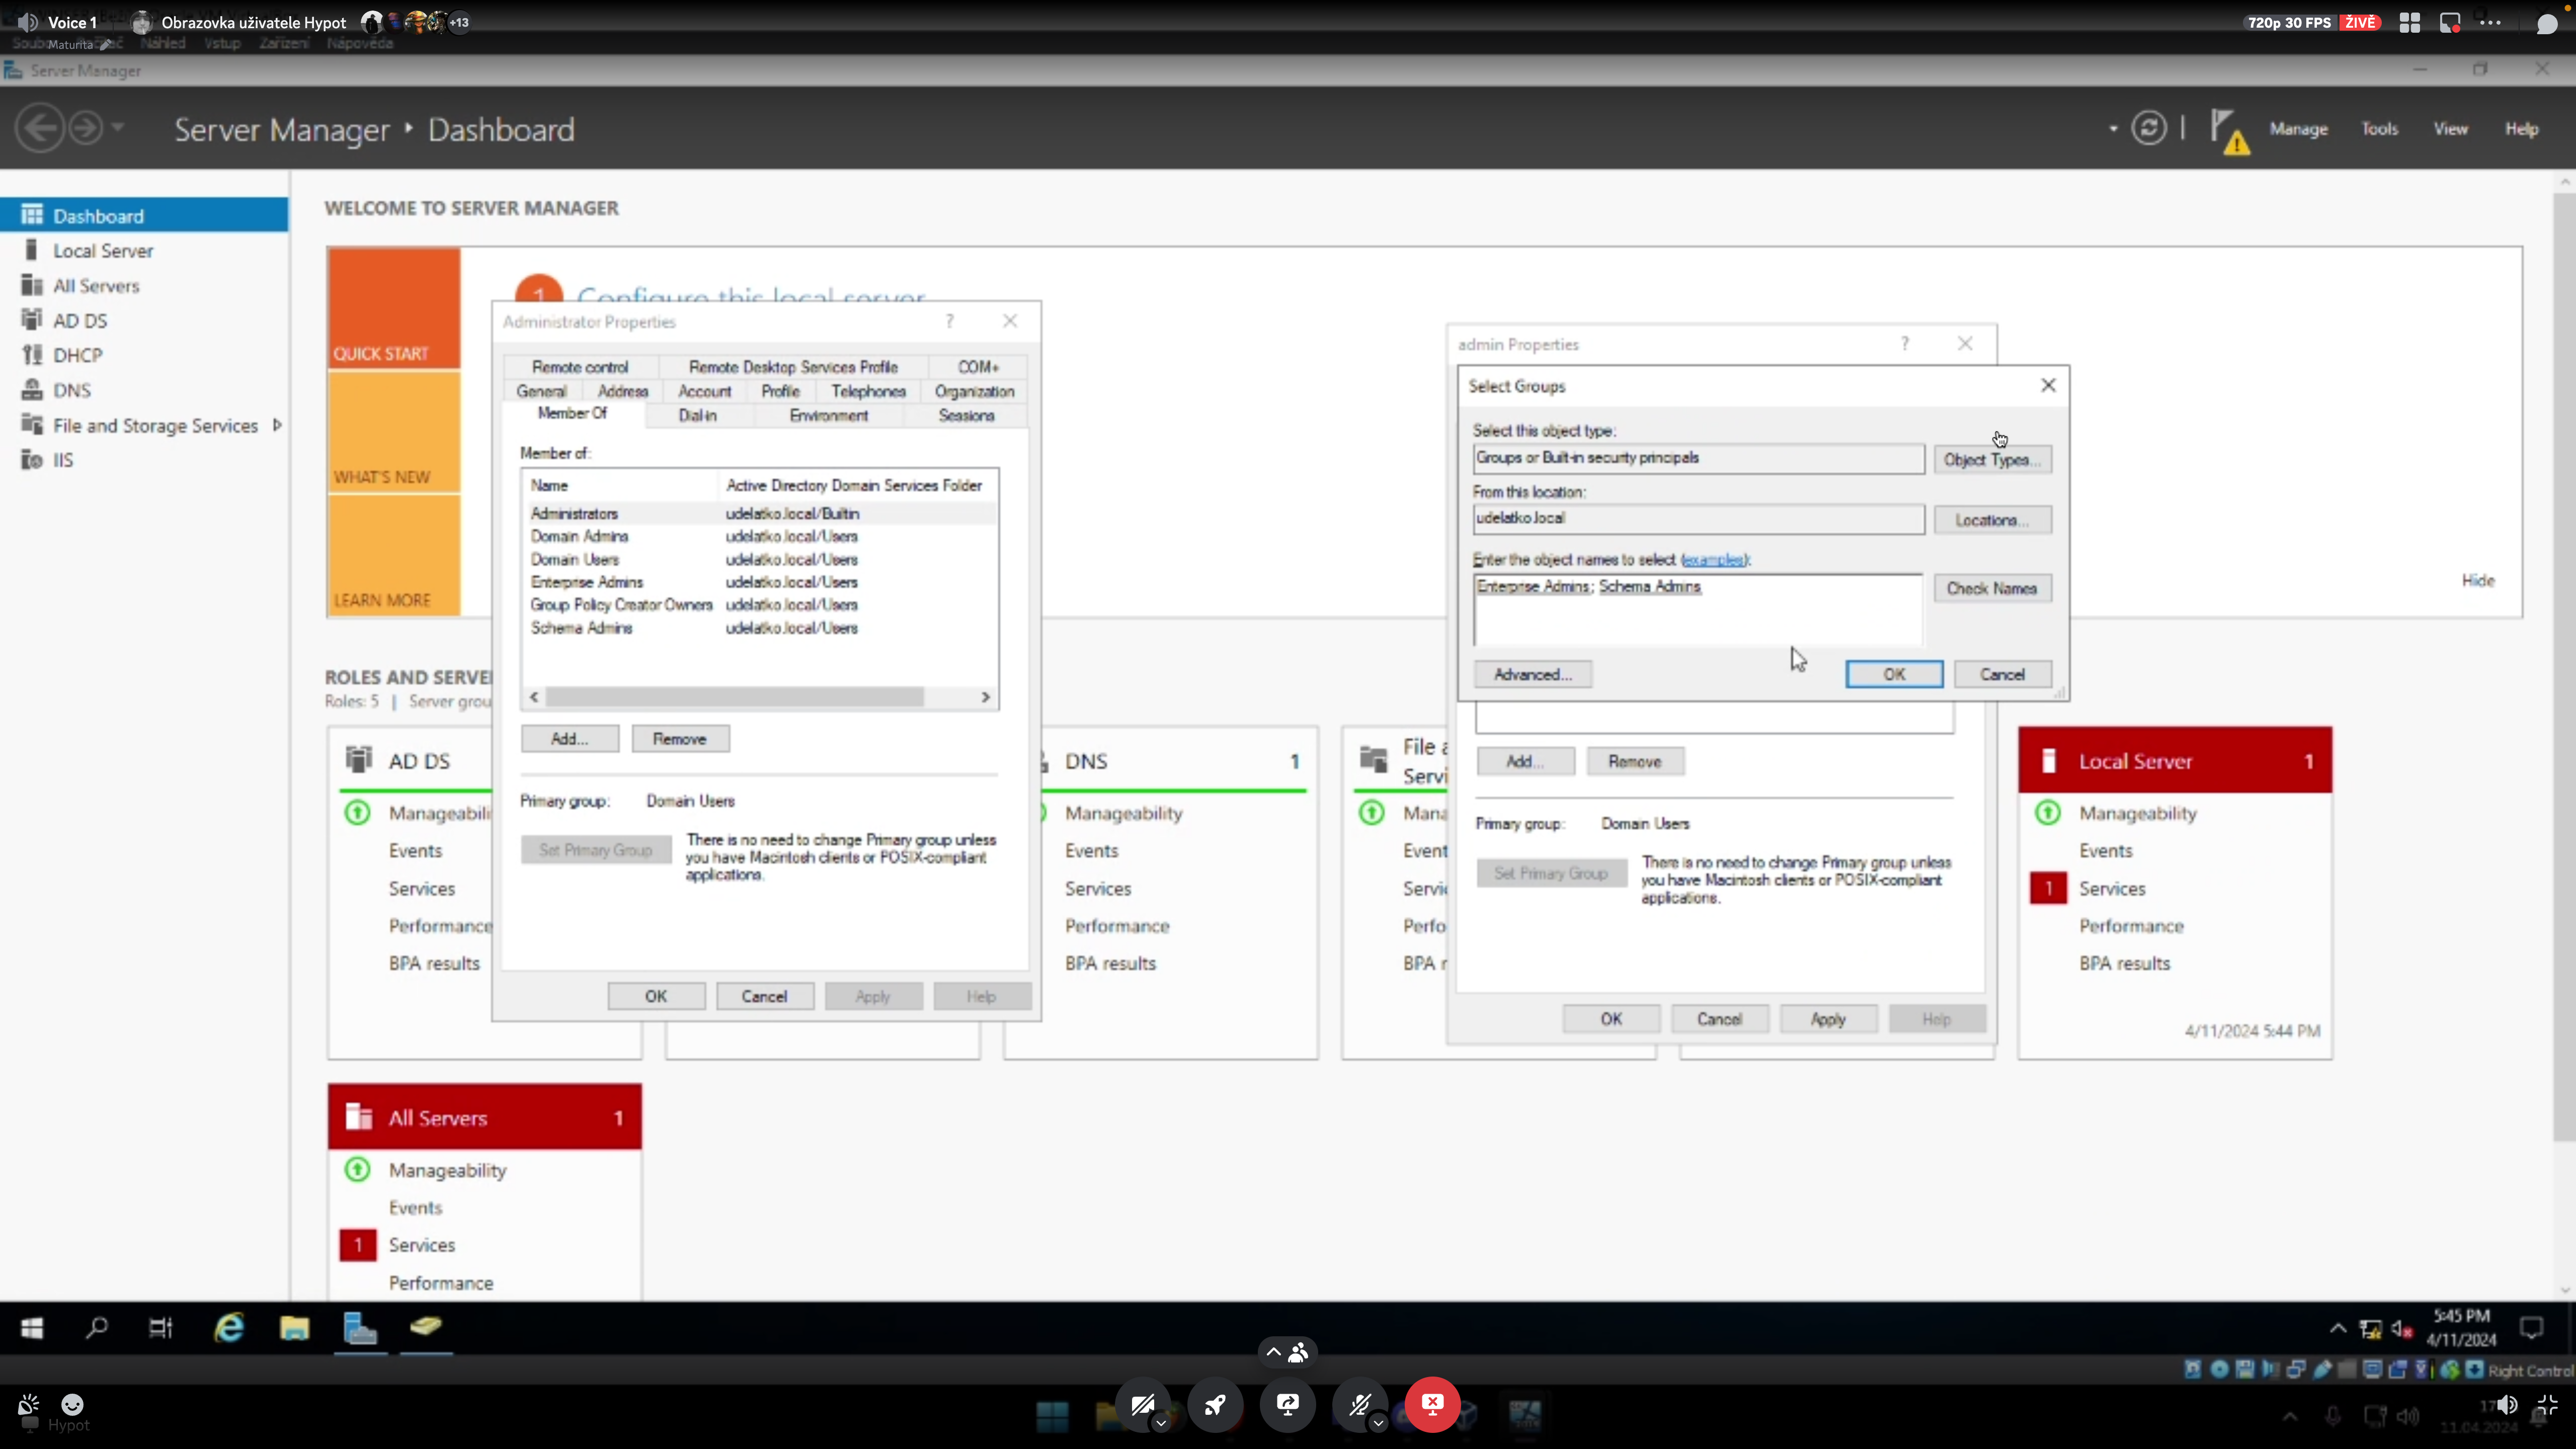 Voice 1
Maturita
Obrazovka uživatele Hypot
+13
720p 30 FPS
ŽIVĚ
Náhled
Vstup
Zařízení
Nápověda
Server Manager
Server Manager
Dashboard
Manage
Tools
View
Help
Dashboard
Local Server
All Servers
AD DS
DHCP
DNS
File and Storage Services
IIS
WELCOME TO SERVER MANAGER
QUICK START
WHAT'S NEW
LEARN MORE
1
Configure this local server
Hide
Administrator Properties
?
Remote control
Remote Desktop Services Profile
COM+
General
Address
Account
Profile
Telephones
Organization
Member Of
Dial-in
Environment
Sessions
Member of:
Name
Active Directory Domain Services Folder
Administrators
udelatko.local/Builtin
Domain Admins
udelatko.local/Users
Domain Users
udelatko.local/Users
Enterprise Admins
udelatko.local/Users
Group Policy Creator Owners
udelatko.local/Users
Schema Admins
udelatko.local/Users
Add...
Remove
Primary group:
Domain Users
Set Primary Group
There is no need to change Primary group unless
you have Macintosh clients or POSIX-compliant
applications.
OK
Cancel
Apply
Help
admin Properties
?
Select Groups
Select this object type:
Groups or Built-in security principals
Object Types...
From this location:
udelatko.local
Locations...
Enter the object names to select (examples):
Enterprise Admins; Schema Admins
Check Names
Advanced...
OK
Cancel
Add...
Remove
Primary group:
Domain Users
Set Primary Group
There is no need to change Primary group unless
you have Macintosh clients or POSIX-compliant
applications.
OK
Cancel
Apply
Help
ROLES AND SERVE
Roles: 5 | Server grou
AD DS
Manageabili
Events
Services
Performance
BPA results
DNS
1
Manageability
Events
Services
Performance
BPA results
File a
Servi
Mana
Event
Servi
Perfo
BPA r
Local Server
1
Manageability
Events
1
Services
Performance
BPA results
4/11/2024 5:44 PM
All Servers
1
Manageability
Events
1
Services
Performance
5:45 PM
4/11/2024
Right Control
Hypot
11.04.2024